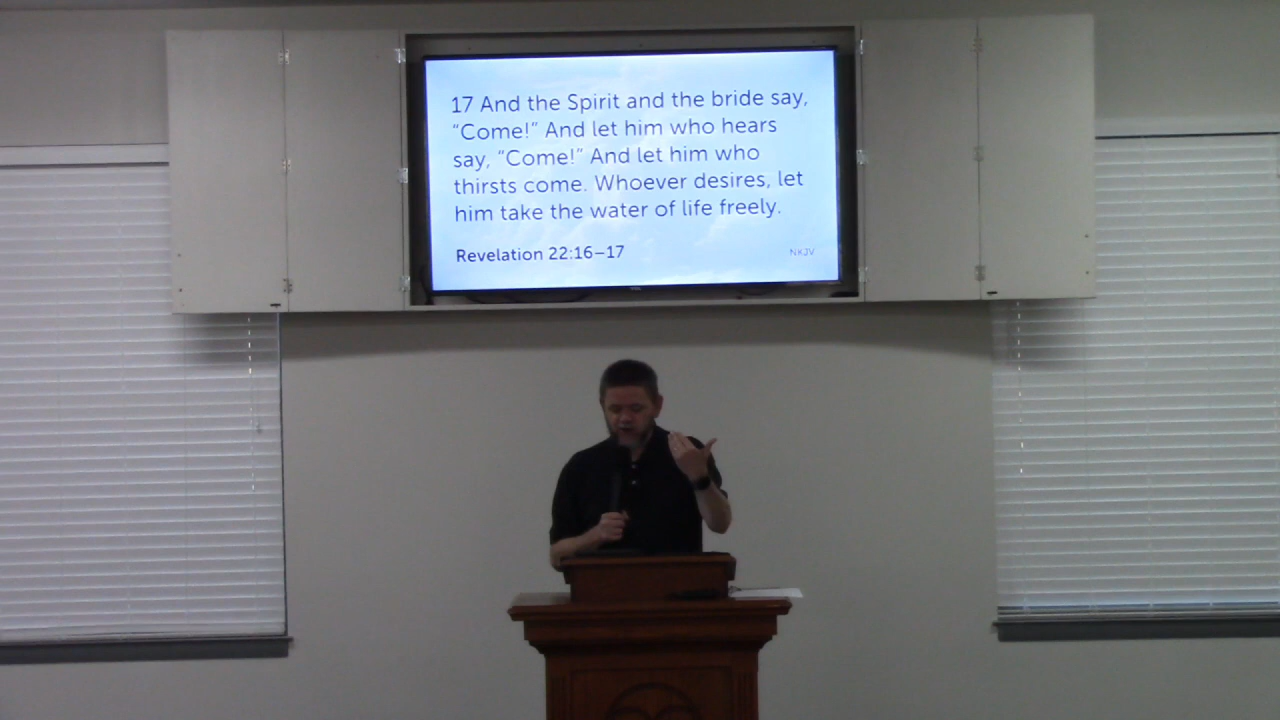 17 And the Spirit and the bride say,
“Come!” And let him who hears
say, “Come!” And let him who
thirsts come. Whoever desires, let
him take the water of life freely.
Revelation 22:16–17
NKJV